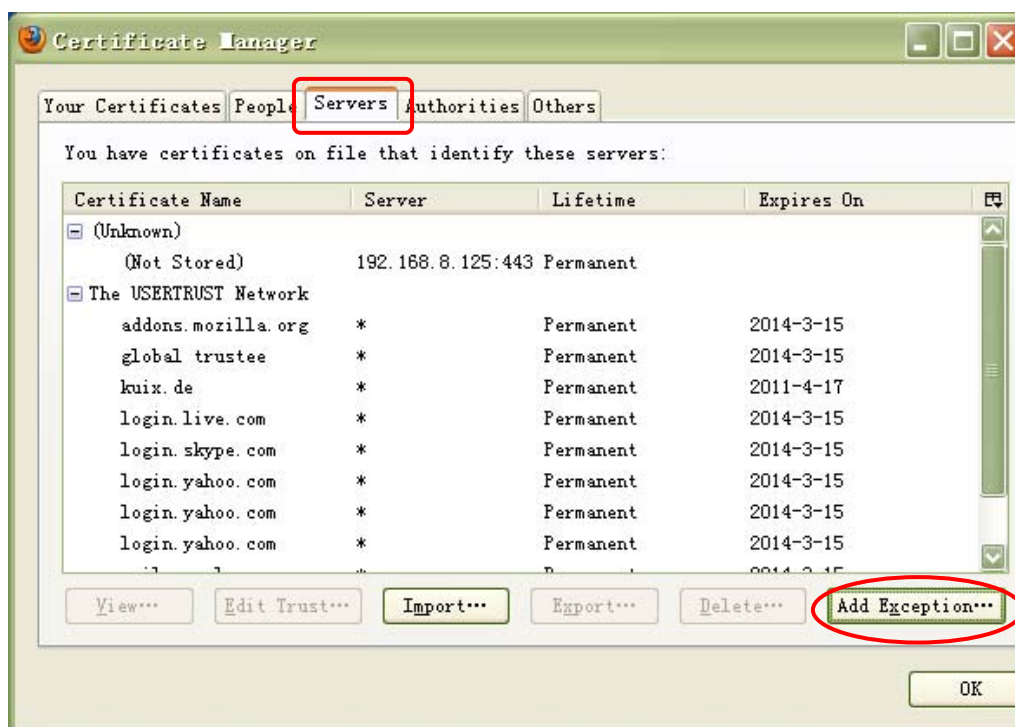 Certificate Manager
Your Certificates People Servers Authorities Others
You have certificates on file that identify these servers:
Certificate Name Server Lifetime Expires On
(Unknown)
(Not Stored) 192.168.8.125:443 Permanent
The USERTRUST Network
addons.mozilla.org * Permanent 2014-3-15
global trustee * Permanent 2014-3-15
kuix.de * Permanent 2011-4-17
login.live.com * Permanent 2014-3-15
login.skype.com * Permanent 2014-3-15
login.yahoo.com * Permanent 2014-3-15
login.yahoo.com * Permanent 2014-3-15
login.yahoo.com * Permanent 2014-3-15
View... Edit Trust... Import... Export... Delete... Add Exception...
OK